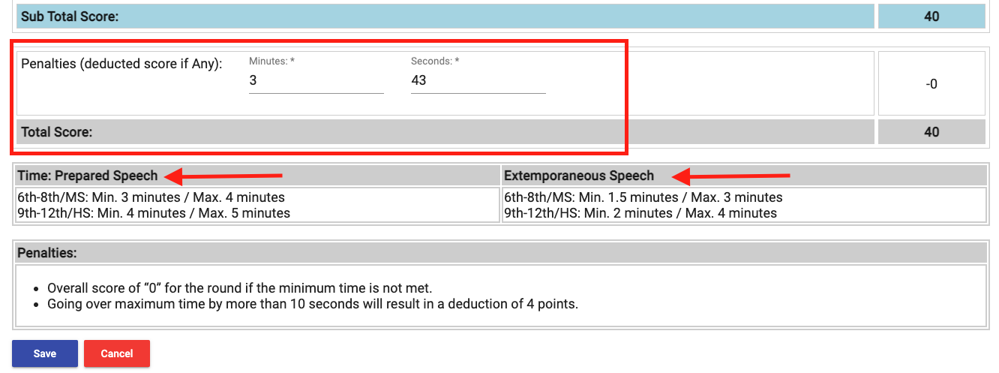 Sub Total Score: 40
Penalties (deducted score if Any): Minutes: * Seconds: *
3 43 -0
Total Score: 40
Time: Prepared Speech Extemporaneous Speech
6th-8th/MS: Min. 3 minutes / Max. 4 minutes 6th-8th/MS: Min. 1.5 minutes / Max. 3 minutes
9th-12th/HS: Min. 4 minutes / Max. 5 minutes 9th-12th/HS: Min. 2 minutes / Max. 4 minutes
Penalties:
• Overall score of “0” for the round if the minimum time is not met.
• Going over maximum time by more than 10 seconds will result in a deduction of 4 points.
Save Cancel